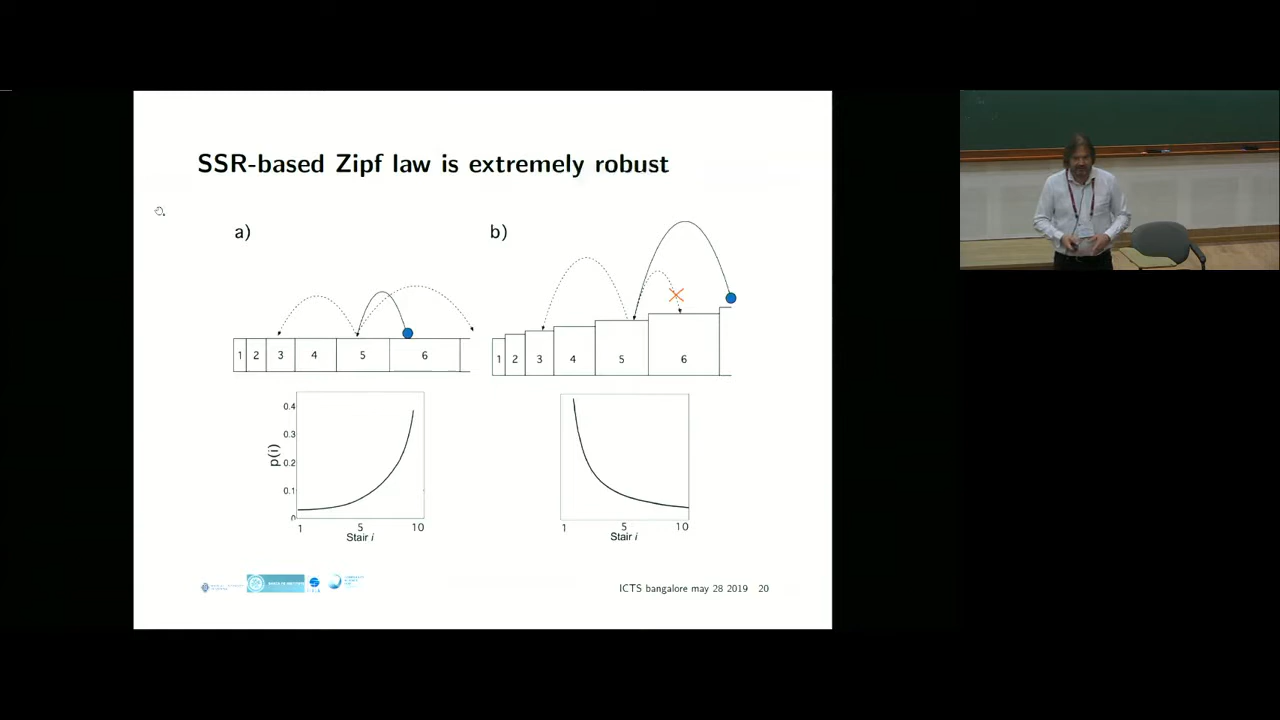 SSR-based Zipf law is extremely robust
a)
b)
1 2 3 4 5 6
1 2 3 4 5 6
0.4
0.3
0.2
0.1
0
p(i)
1 5 10
Stair i
1 5 10
Stair i
ICTS bangalore may 28 2019 20